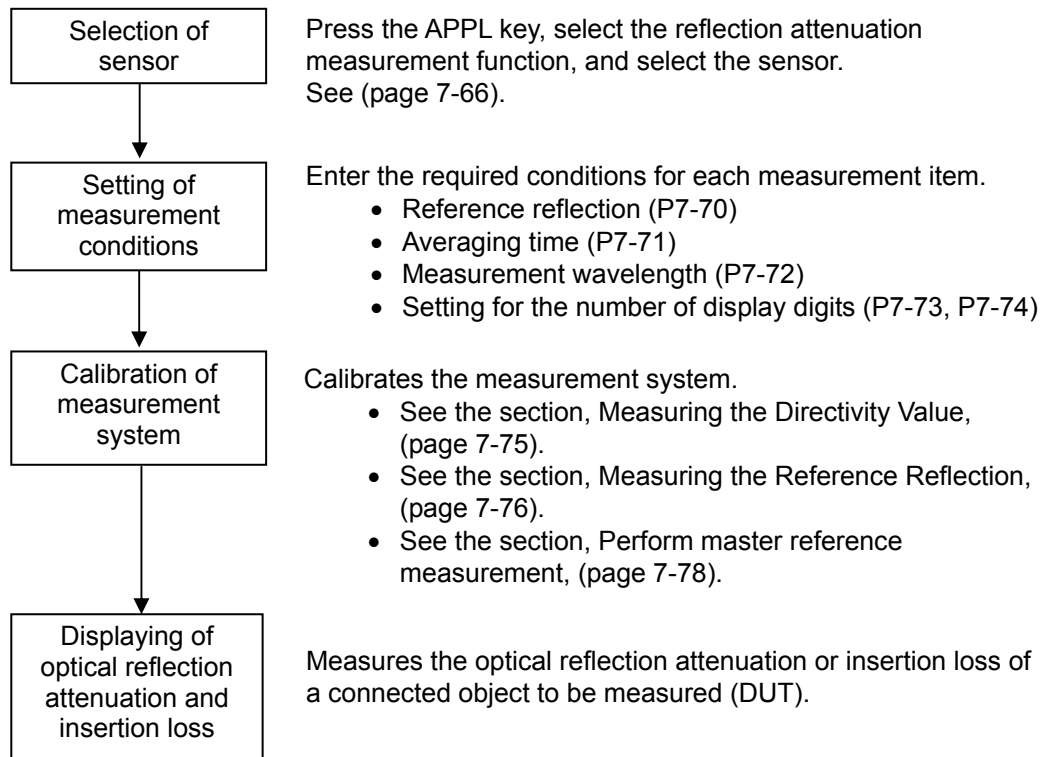 Selection of
sensor
Press the APPL key, select the reflection attenuation
measurement function, and select the sensor.
See (page 7-66).
Setting of
measurement
conditions
Enter the required conditions for each measurement item.
• Reference reflection (P7-70)
• Averaging time (P7-71)
• Measurement wavelength (P7-72)
• Setting for the number of display digits (P7-73, P7-74)
Calibration of
measurement
system
Calibrates the measurement system.
• See the section, Measuring the Directivity Value,
(page 7-75).
• See the section, Measuring the Reference Reflection,
(page 7-76).
• See the section, Perform master reference
measurement, (page 7-78).
Displaying of
optical reflection
attenuation and
insertion loss
Measures the optical reflection attenuation or insertion loss of
a connected object to be measured (DUT).